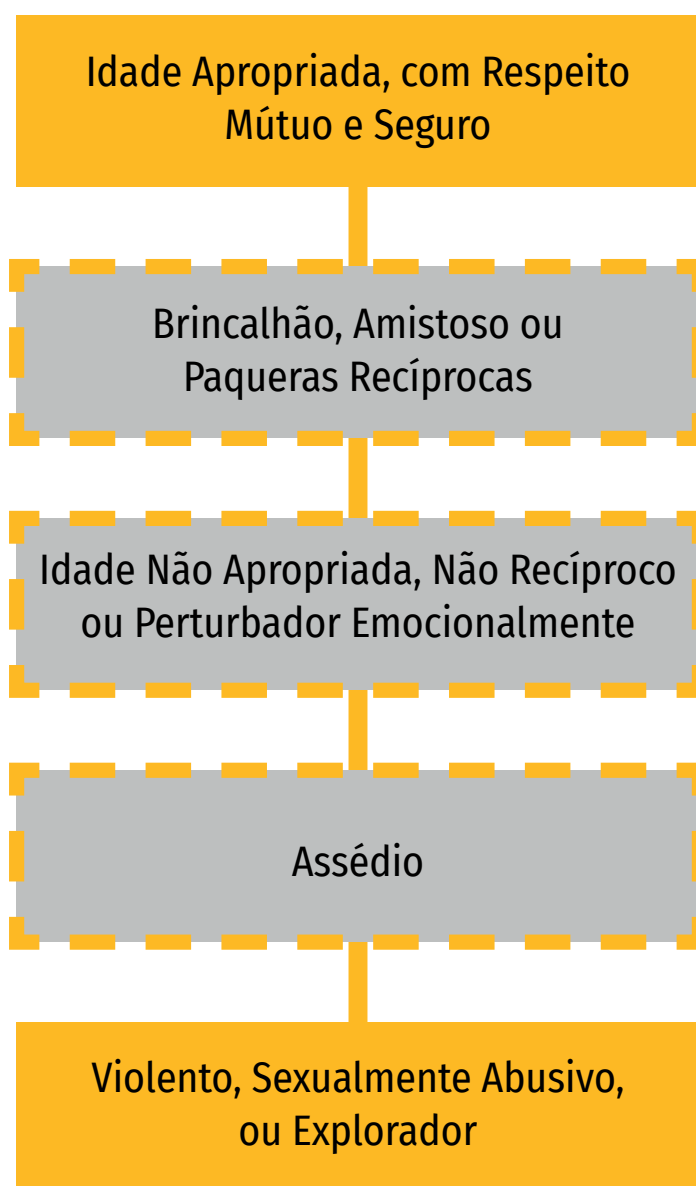 Idade Apropriada, com Respeito
Mútuo e Seguro
Brincalhão, Amistoso ou
Paqueras Recíprocas
Idade Não Apropriada, Não Recíproco
ou Perturbador Emocionalmente
Assédio
Violento, Sexualmente Abusivo,
ou Explorador